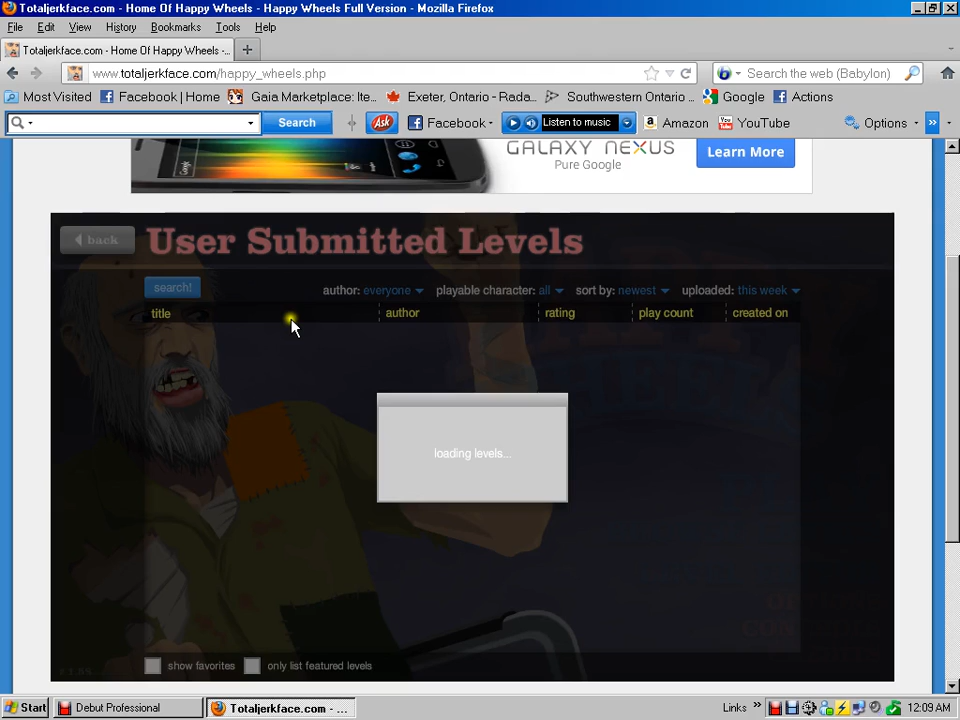 Totaljerkface.com - Home Of Happy Wheels - Happy Wheels Full Version - Mozilla Firefox
File Edit View History Bookmarks Tools Help
Totaljerkface.com - Home Of Happy Wheels -...
www.totaljerkface.com/happy_wheels.php Search the web (Babylon)
Most Visited Facebook | Home Gaia Marketplace: Ite... Exeter, Ontario - Rada... Southwestern Ontario ... Google Actions
Search Ask Facebook Listen to music Amazon YouTube Options »
GALAXY NEXUS
Pure Google
Learn More
back User Submitted Levels
search! author: everyone playable character: all sort by: newest uploaded: this week
title author rating play count created on
loading levels...
show favorites only list featured levels
Start Debut Professional Totaljerkface.com - ... Links » 12:09 AM